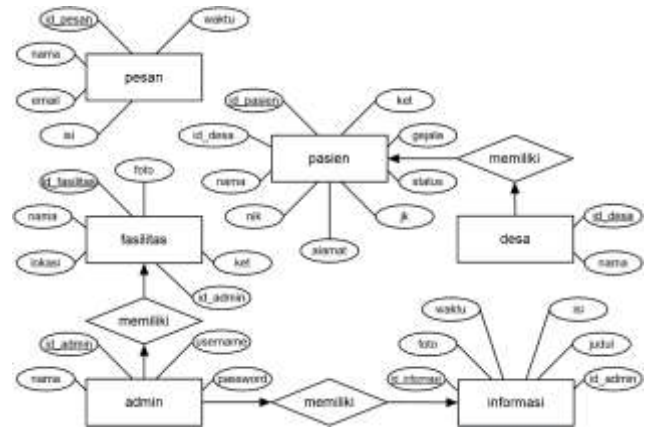 id_pesan
waktu
nama
pesan
email
isi
id_pasien
ket
id_desa
pasien
gejala
memiliki
nama
status
nik
jk
alamat
foto
id_fasilitas
nama
fasilitas
lokasi
ket
id_admin
desa
id_desa
nama
memiliki
id_admin
username
nama
admin
password
memiliki
waktu
isi
foto
judul
id_infomasi
informasi
id_admin